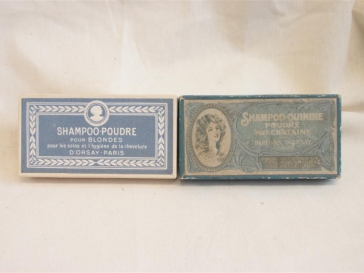 SHAMPOO-POUDRE
POUR BLONDES
pour les soins et l'hygiène de la chevelure
D'ORSAY-PARIS
SHAMPOO-QUININE
POUDRE